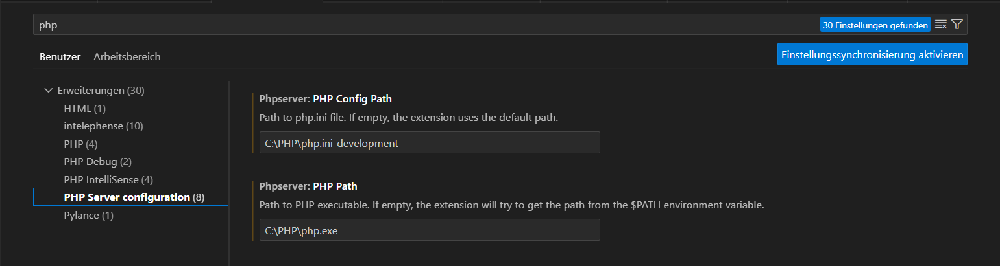 php
30 Einstellungen gefunden
Benutzer
Arbeitsbereich
Einstellungssynchronisierung aktivieren
Erweiterungen (30)
HTML (1)
intelephense (10)
PHP (4)
PHP Debug (2)
PHP IntelliSense (4)
PHP Server configuration (8)
Pylance (1)
Phpserver: PHP Config Path
Path to php.ini file. If empty, the extension uses the default path.
C:\PHP\php.ini-development
Phpserver: PHP Path
Path to PHP executable. If empty, the extension will try to get the path from the $PATH environment variable.
C:\PHP\php.exe